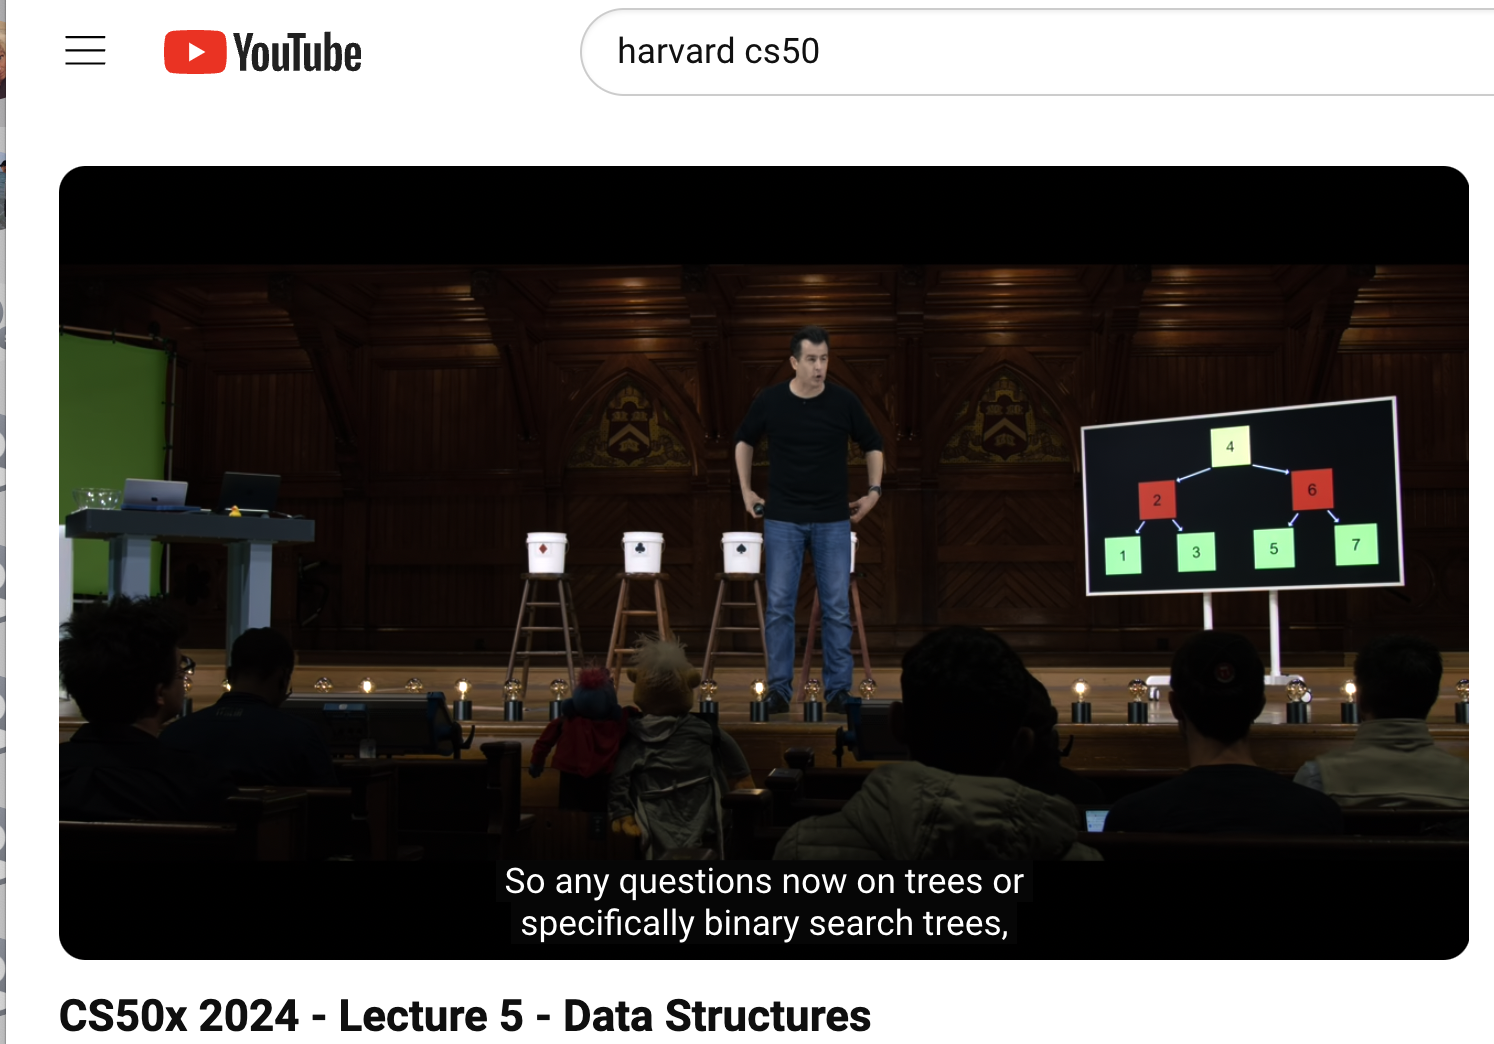 YouTube
harvard cs50
4
2 6
1 3 5 7
So any questions now on trees or
specifically binary search trees,
CS50x 2024 - Lecture 5 - Data Structures